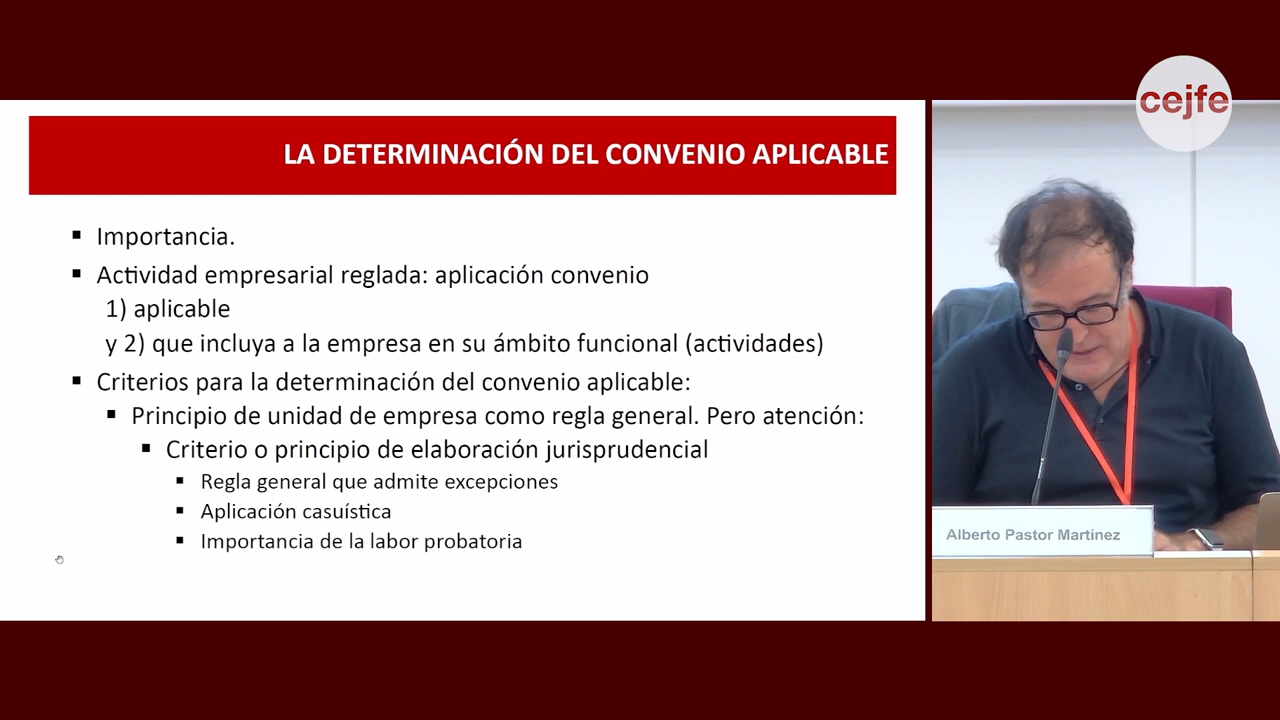 cejfe
LA DETERMINACIÓN DEL CONVENIO APLICABLE
▪ Importancia.
▪ Actividad empresarial reglada: aplicación convenio
1) aplicable
y 2) que incluya a la empresa en su ámbito funcional (actividades)
▪ Criterios para la determinación del convenio aplicable:
▪ Principio de unidad de empresa como regla general. Pero atención:
▪ Criterio o principio de elaboración jurisprudencial
▪ Regla general que admite excepciones
▪ Aplicación casuística
▪ Importancia de la labor probatoria
Alberto Pastor Martínez